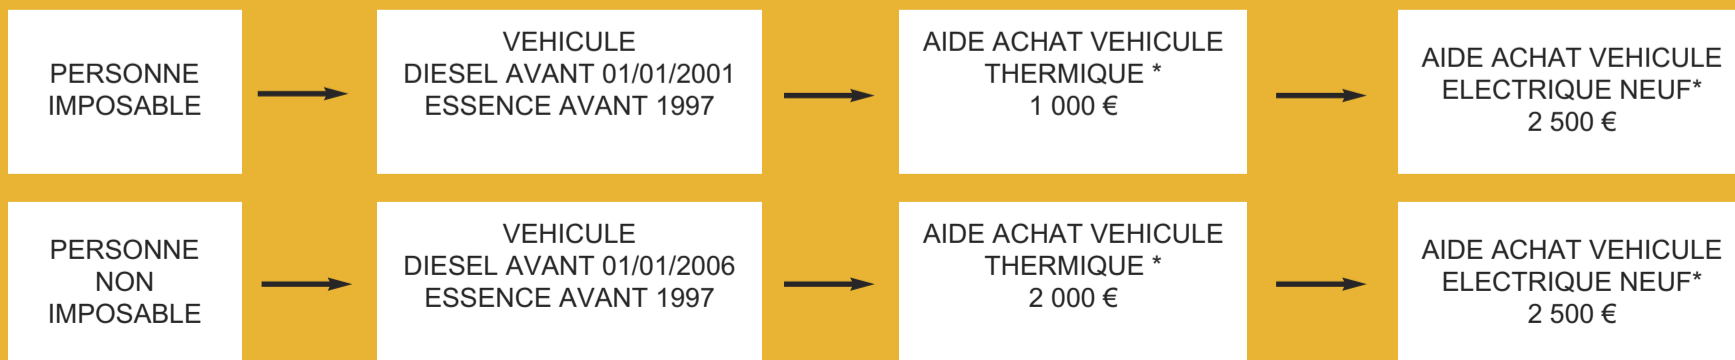 PERSONNE
IMPOSABLE
VEHICULE
DIESEL AVANT 01/01/2001
ESSENCE AVANT 1997
AIDE ACHAT VEHICULE
THERMIQUE *
1 000 €
AIDE ACHAT VEHICULE
ELECTRIQUE NEUF*
2 500 €
PERSONNE
NON
IMPOSABLE
VEHICULE
DIESEL AVANT 01/01/2006
ESSENCE AVANT 1997
AIDE ACHAT VEHICULE
THERMIQUE *
2 000 €
AIDE ACHAT VEHICULE
ELECTRIQUE NEUF*
2 500 €